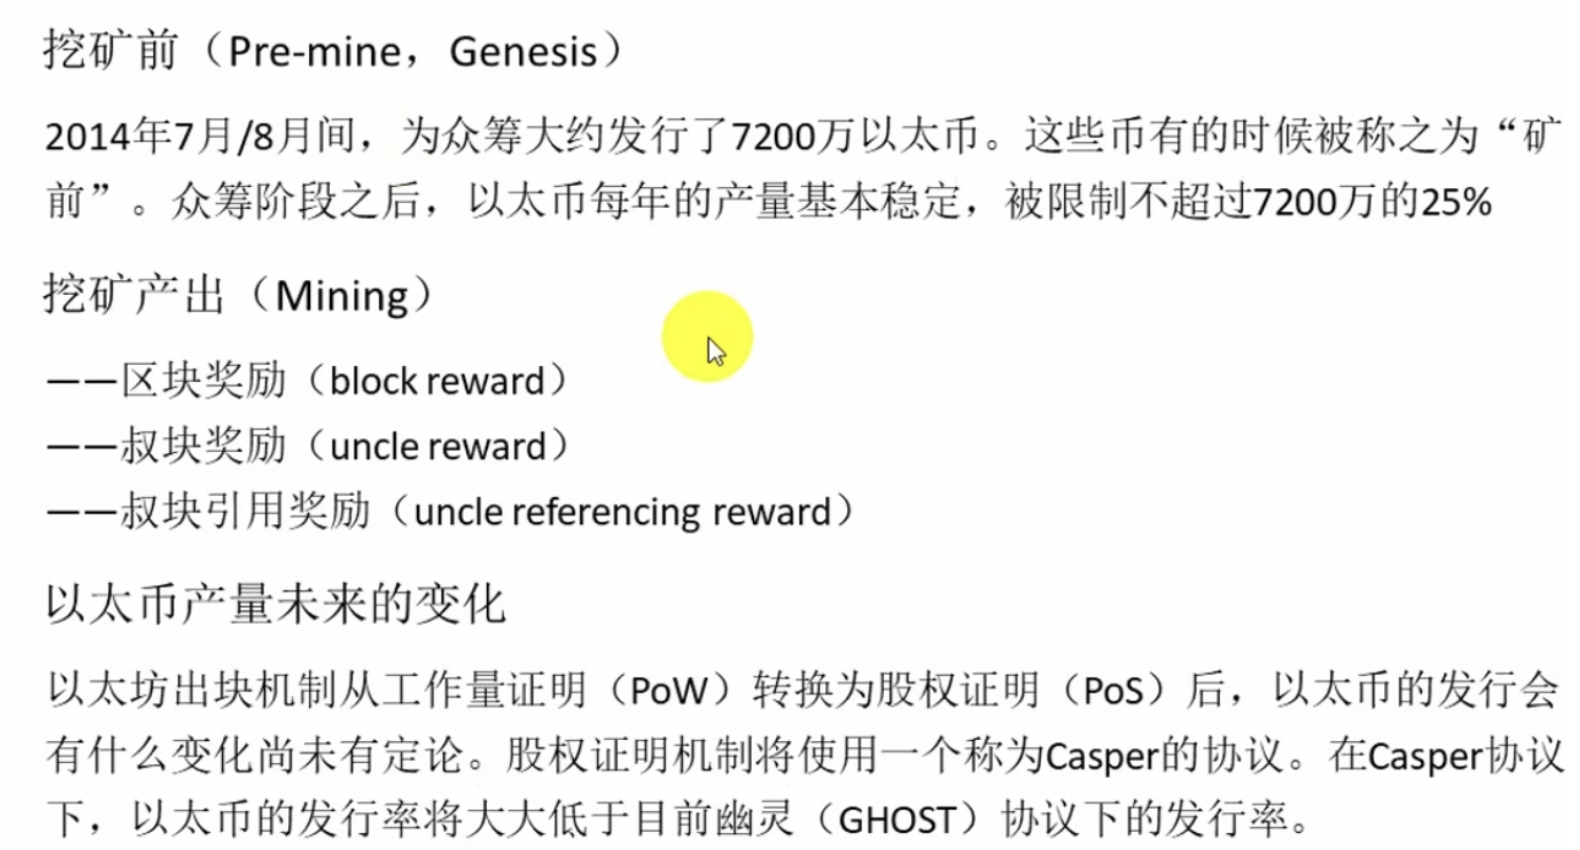 挖矿前（Pre-mine，Genesis）
2014年7月/8月间，为众筹大约发行了7200万以太币。这些币有的时候被称之为“矿
前”。众筹阶段之后，以太币每年的产量基本稳定，被限制不超过7200万的25%
挖矿产出（Mining）
——区块奖励（block reward）
——叔块奖励（uncle reward）
——叔块引用奖励（uncle referencing reward）
以太币产量未来的变化
以太坊出块机制从工作量证明（PoW）转换为股权证明（PoS）后，以太币的发行会
有什么变化尚未有定论。股权证明机制将使用一个称为Casper的协议。在Casper协议
下，以太币的发行率将大大低于目前幽灵（GHOST）协议下的发行率。